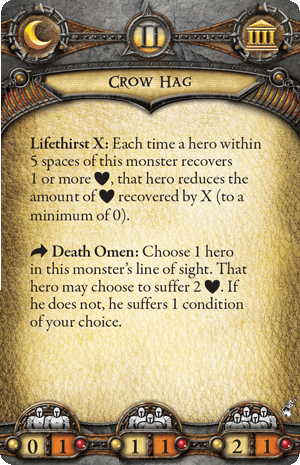 II
CROW HAG
Lifethirst X: Each time a hero within
5 spaces of this monster recovers
1 or more ♥, that hero reduces the
amount of ♥ recovered by X (to a
minimum of 0).
Death Omen: Choose 1 hero
in this monster's line of sight. That
hero may choose to suffer 2 ♥. If
he does not, he suffers 1 condition
of your choice.
0 1 1 1 2 1